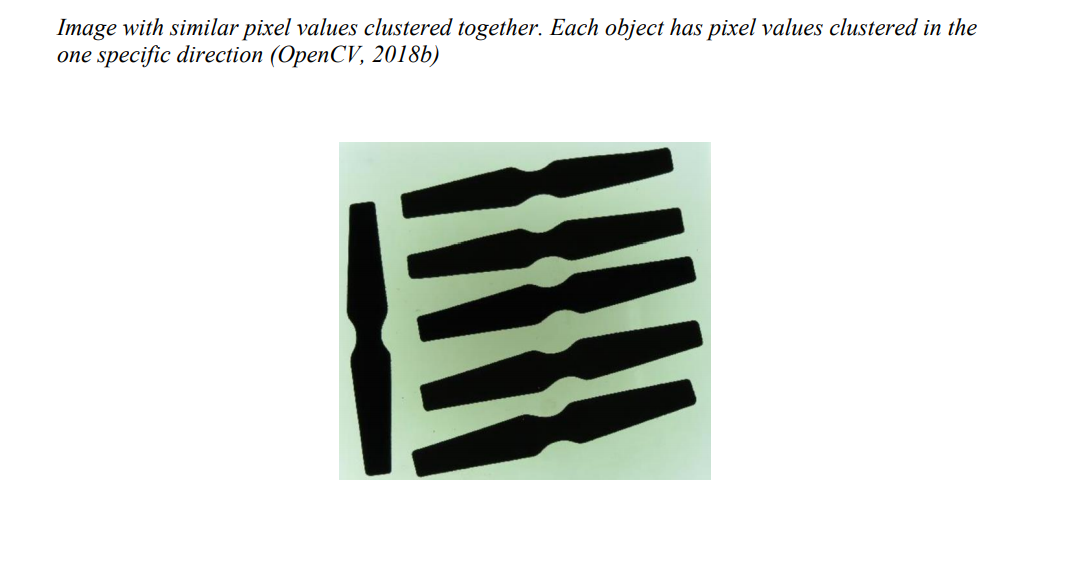 Image with similar pixel values clustered together. Each object has pixel values clustered in the
one specific direction (OpenCV, 2018b)